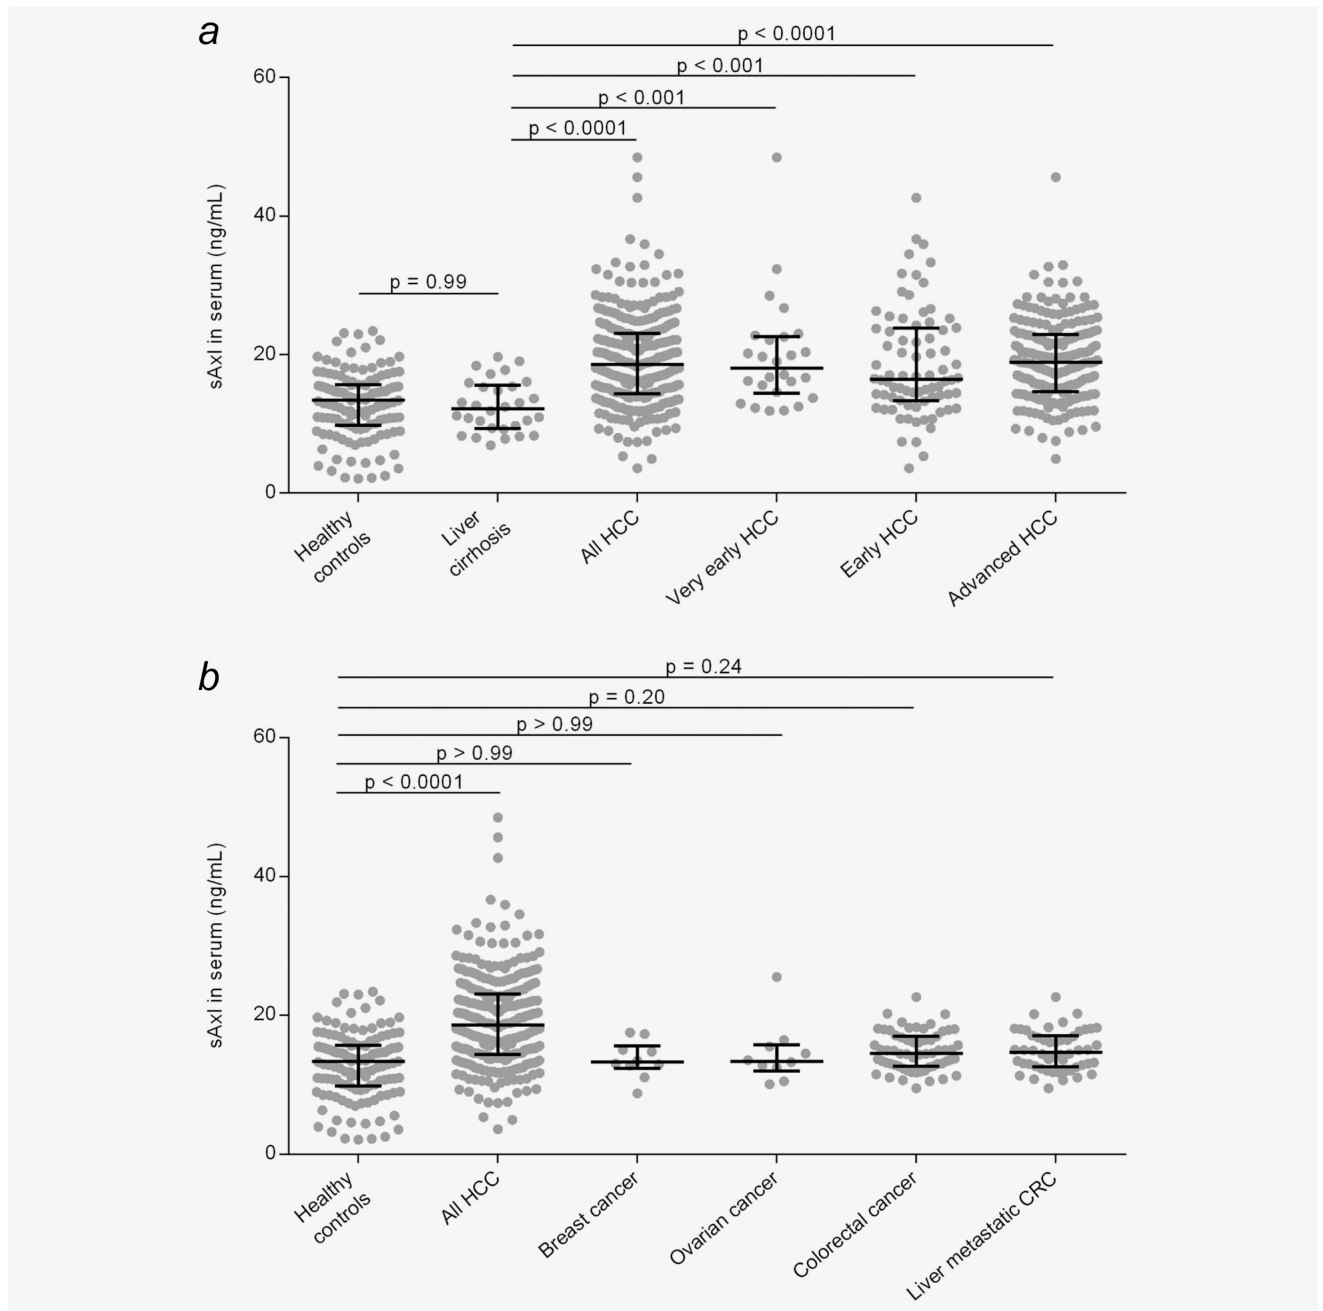 a
p < 0.0001
p < 0.001
p < 0.001
p < 0.0001
p = 0.99
sAxl in serum (ng/mL)
60
40
20
0
Healthy
controls
Liver
cirrhosis
All HCC
Very early HCC
Early HCC
Advanced HCC
b
p = 0.24
p = 0.20
p > 0.99
p > 0.99
p < 0.0001
sAxl in serum (ng/mL)
60
40
20
0
Healthy
controls
All HCC
Breast cancer
Ovarian cancer
Colorectal cancer
Liver metastatic CRC